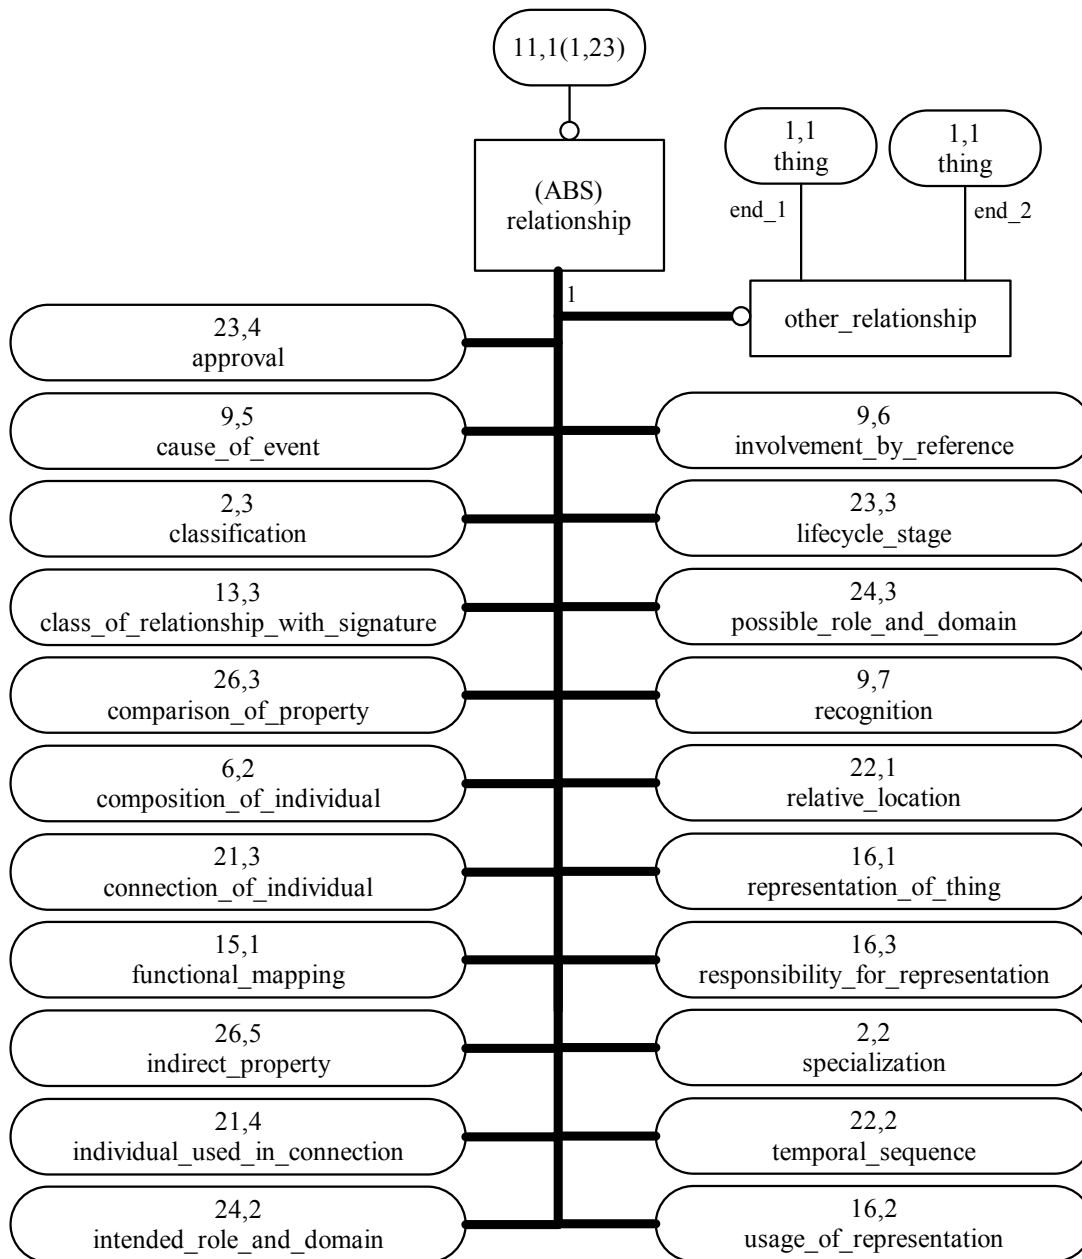 11,1(1,23)
1,1
thing
1,1
thing
(ABS)
relationship
end_1
end_2
1
other_relationship
23,4
approval
9,5
cause_of_event
9,6
involvement_by_reference
2,3
classification
23,3
lifecycle_stage
13,3
class_of_relationship_with_signature
24,3
possible_role_and_domain
26,3
comparison_of_property
9,7
recognition
6,2
composition_of_individual
22,1
relative_location
21,3
connection_of_individual
16,1
representation_of_thing
15,1
functional_mapping
16,3
responsibility_for_representation
26,5
indirect_property
2,2
specialization
21,4
individual_used_in_connection
22,2
temporal_sequence
24,2
intended_role_and_domain
16,2
usage_of_representation